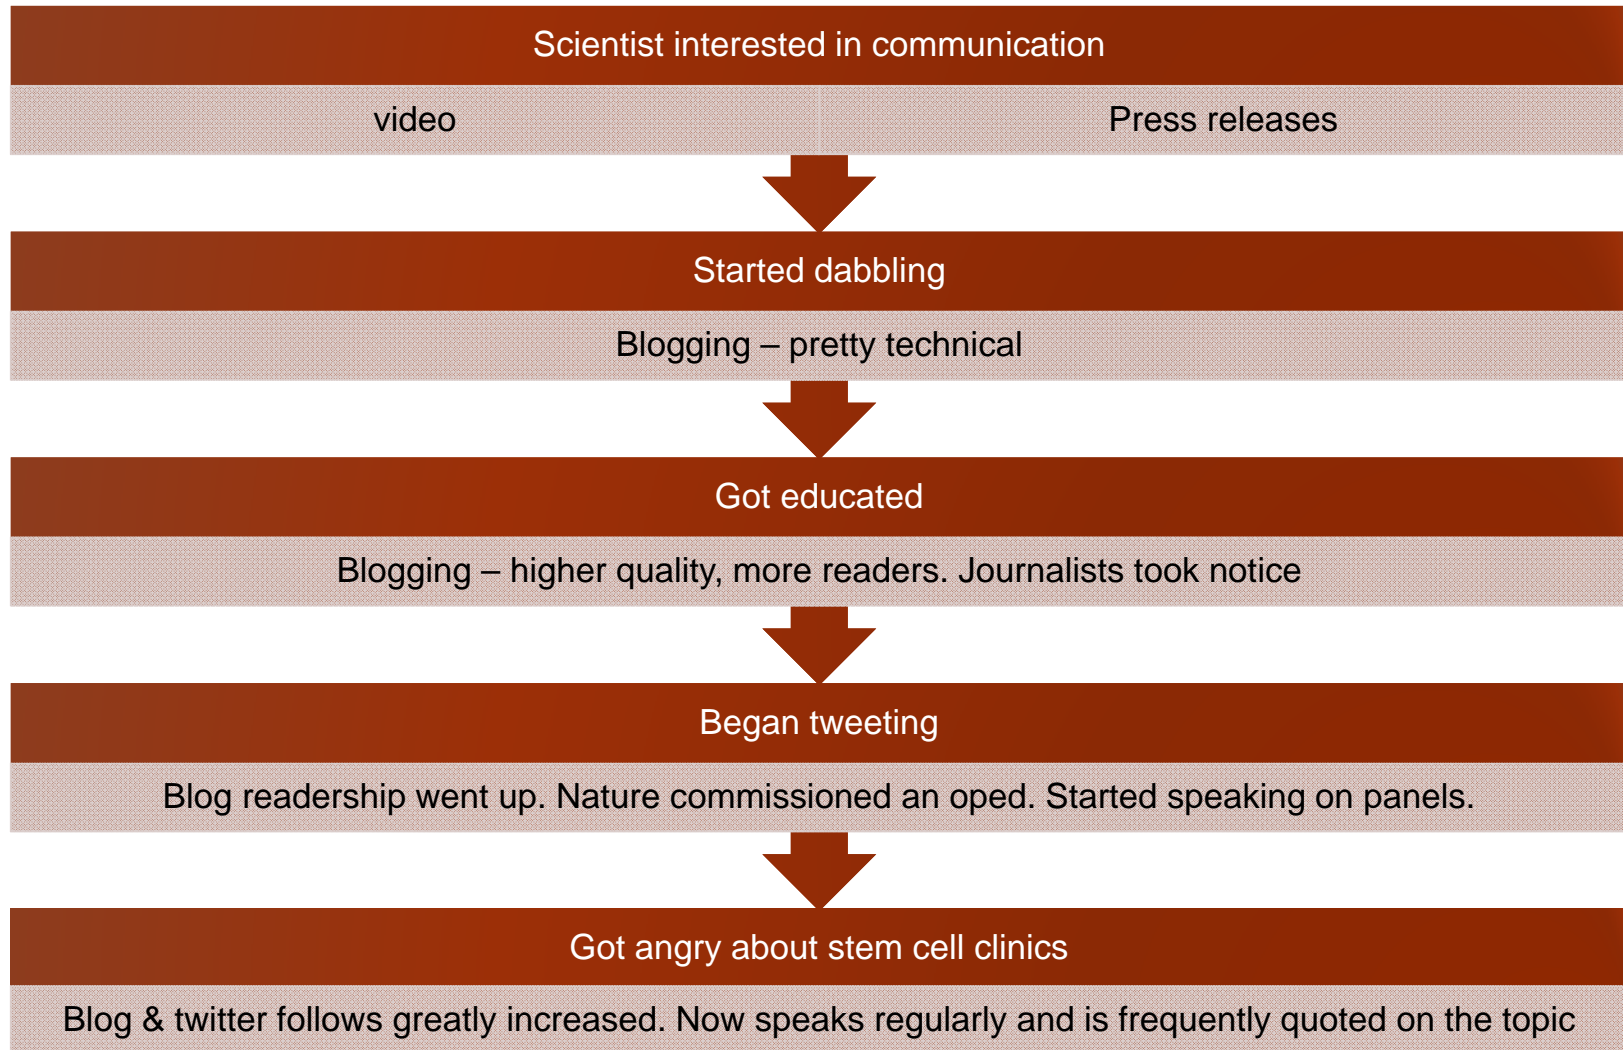 Scientist interested in communication
video
Press releases
Started dabbling
Blogging – pretty technical
Got educated
Blogging – higher quality, more readers. Journalists took notice
Began tweeting
Blog readership went up. Nature commissioned an oped. Started speaking on panels.
Got angry about stem cell clinics
Blog & twitter follows greatly increased. Now speaks regularly and is frequently quoted on the topic